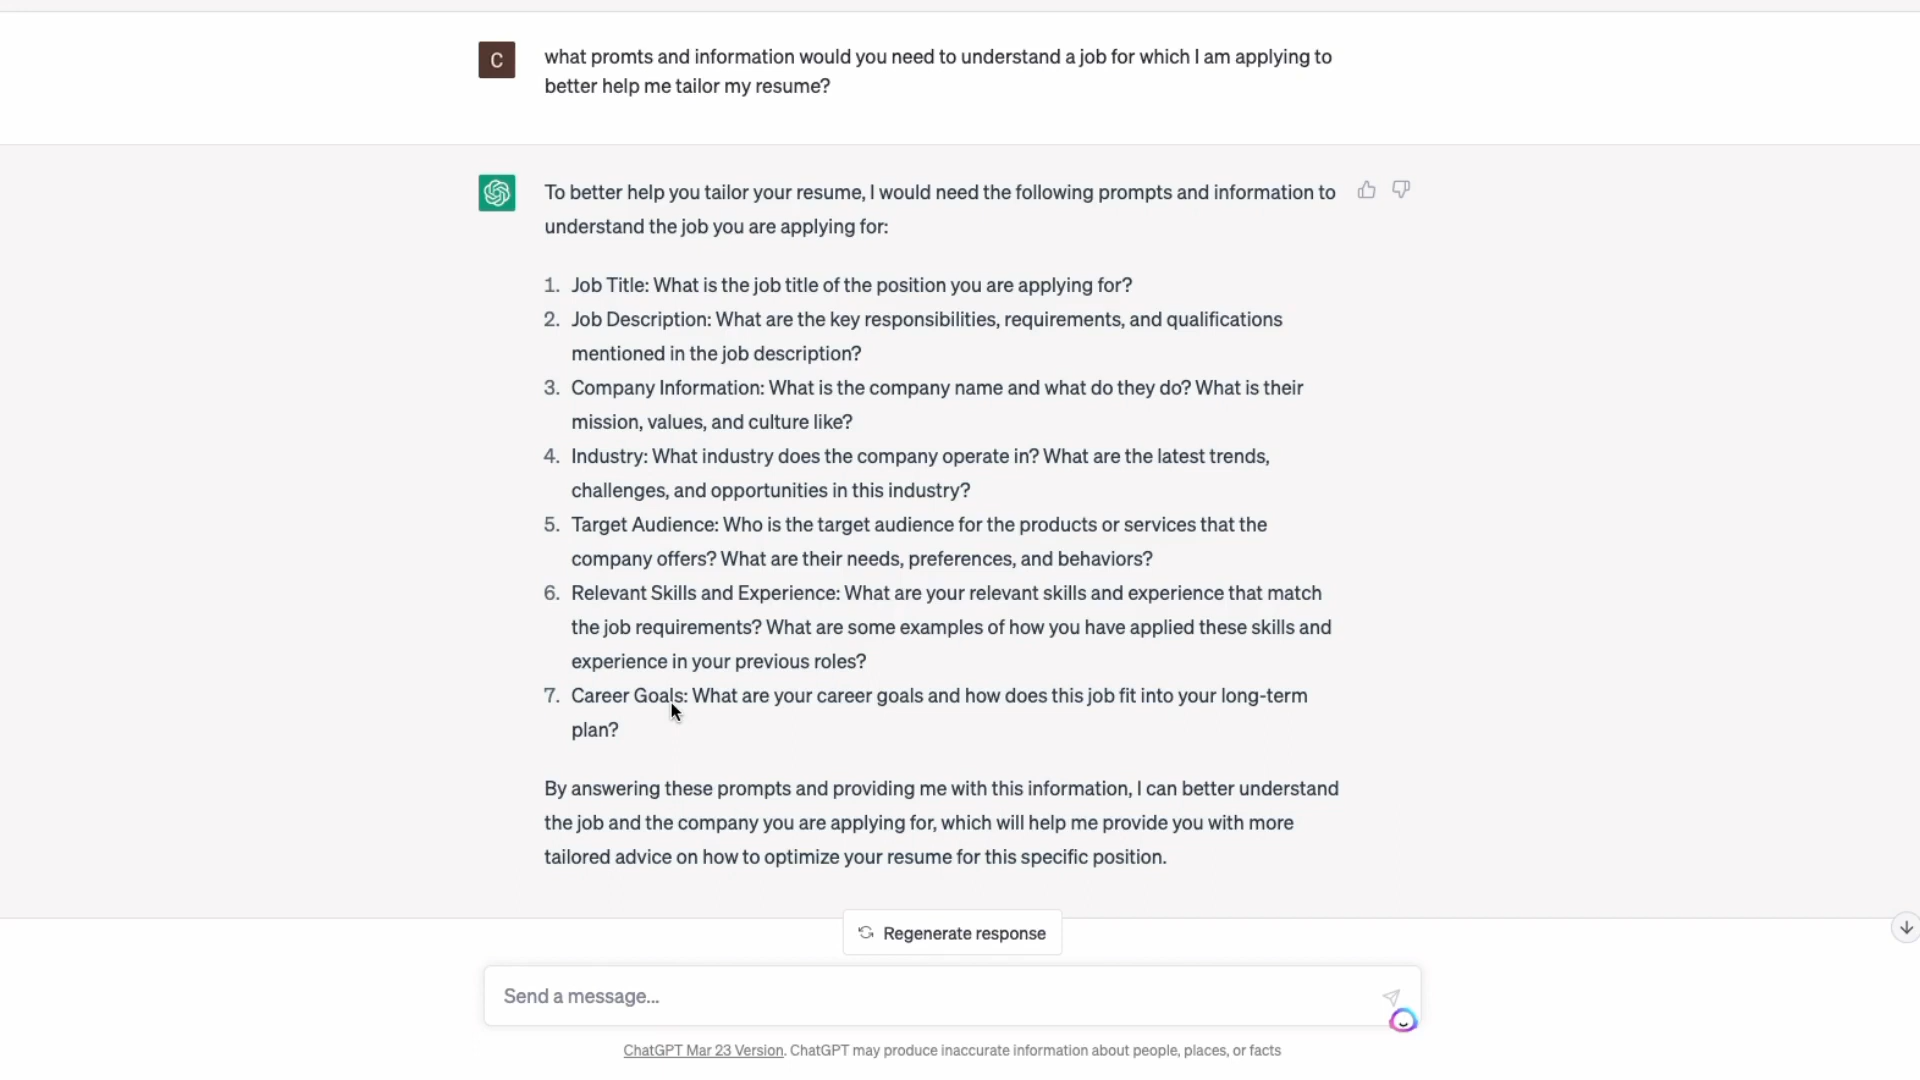 C
what promts and information would you need to understand a job for which I am applying to
better help me tailor my resume?
To better help you tailor your resume, I would need the following prompts and information to
understand the job you are applying for:
1. Job Title: What is the job title of the position you are applying for?
2. Job Description: What are the key responsibilities, requirements, and qualifications
mentioned in the job description?
3. Company Information: What is the company name and what do they do? What is their
mission, values, and culture like?
4. Industry: What industry does the company operate in? What are the latest trends,
challenges, and opportunities in this industry?
5. Target Audience: Who is the target audience for the products or services that the
company offers? What are their needs, preferences, and behaviors?
6. Relevant Skills and Experience: What are your relevant skills and experience that match
the job requirements? What are some examples of how you have applied these skills and
experience in your previous roles?
7. Career Goals: What are your career goals and how does this job fit into your long-term
plan?
By answering these prompts and providing me with this information, I can better understand
the job and the company you are applying for, which will help me provide you with more
tailored advice on how to optimize your resume for this specific position.
Regenerate response
Send a message...
ChatGPT Mar 23 Version. ChatGPT may produce inaccurate information about people, places, or facts